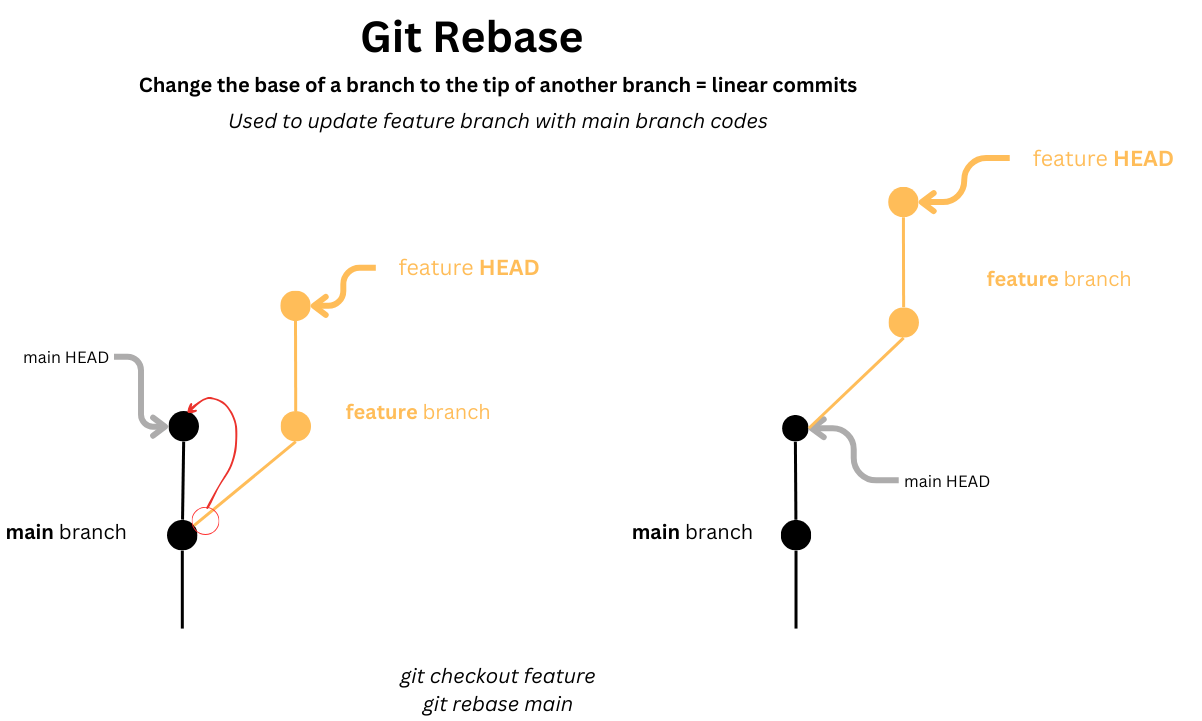 Git Rebase
Change the base of a branch to the tip of another branch = linear commits
Used to update feature branch with main branch codes
feature HEAD
feature HEAD
feature branch
main HEAD
feature branch
main HEAD
main branch
main branch
git checkout feature
git rebase main